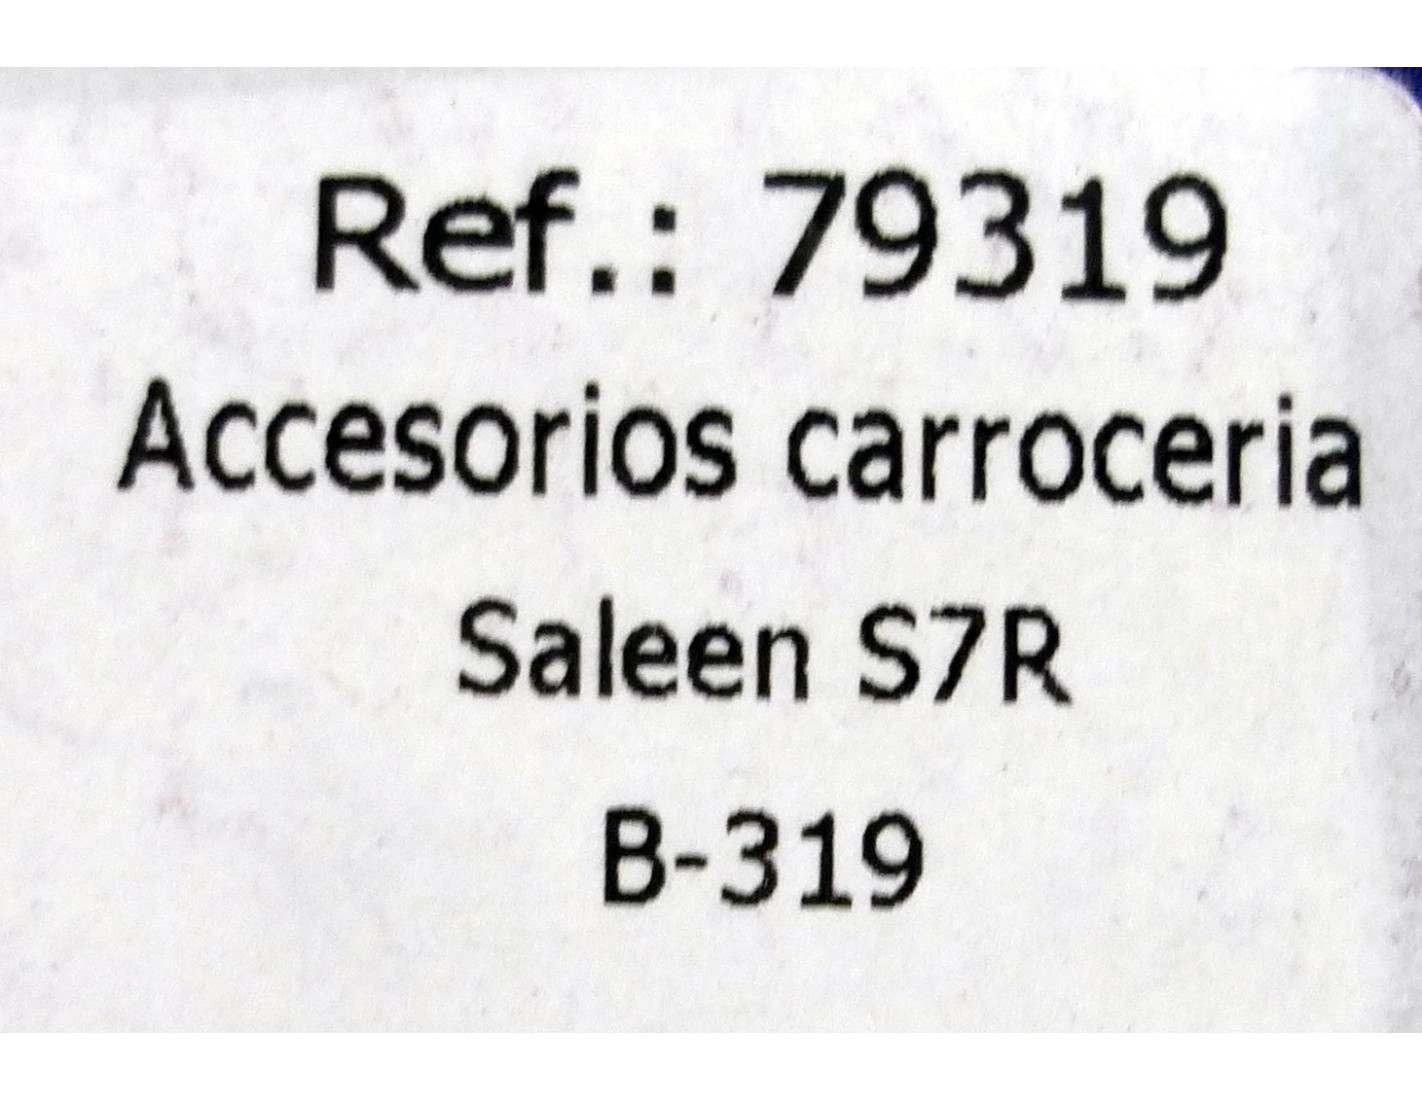 Ref.: 79319
Accesorios carroceria
Saleen S7R
B-319